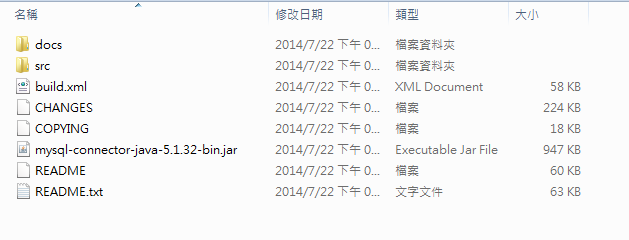 名稱 修改日期 類型 大小
docs 2014/7/22 下午 0... 檔案資料夾
src 2014/7/22 下午 0... 檔案資料夾
build.xml 2014/7/22 下午 0... XML Document 58 KB
CHANGES 2014/7/22 下午 0... 檔案 224 KB
COPYING 2014/7/22 下午 0... 檔案 18 KB
mysql-connector-java-5.1.32-bin.jar 2014/7/22 下午 0... Executable Jar File 947 KB
README 2014/7/22 下午 0... 檔案 60 KB
README.txt 2014/7/22 下午 0... 文字文件 63 KB